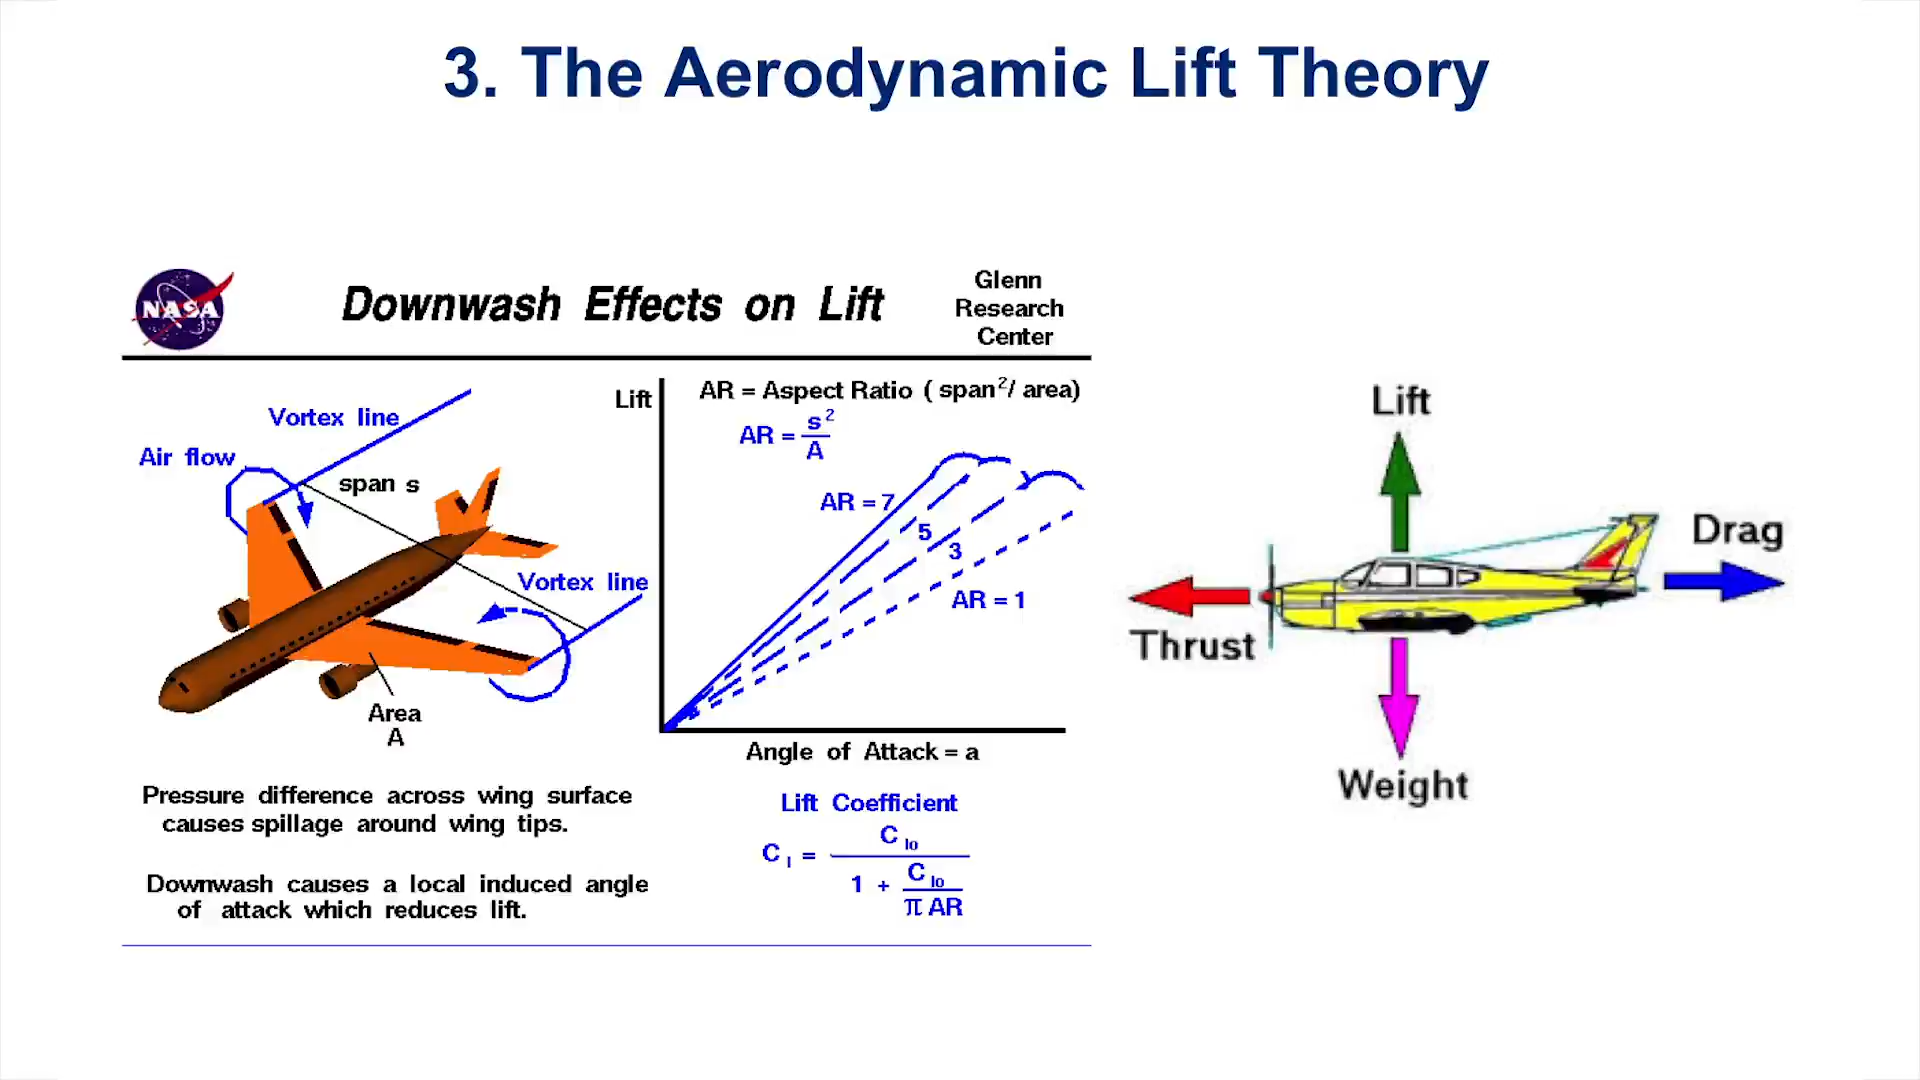 3. The Aerodynamic Lift Theory
NASA
Downwash Effects on Lift
Glenn
Research
Center
Vortex line
Air flow
span s
Vortex line
Area
A
Pressure difference across wing surface
causes spillage around wing tips.
Downwash causes a local induced angle
of attack which reduces lift.
Lift
AR = Aspect Ratio ( span²/ area)
AR = s²/A
AR = 7
5
3
AR = 1
Angle of Attack = a
Lift Coefficient
C_l = C_lo / (1 + C_lo / (π AR))
Lift
Drag
Thrust
Weight